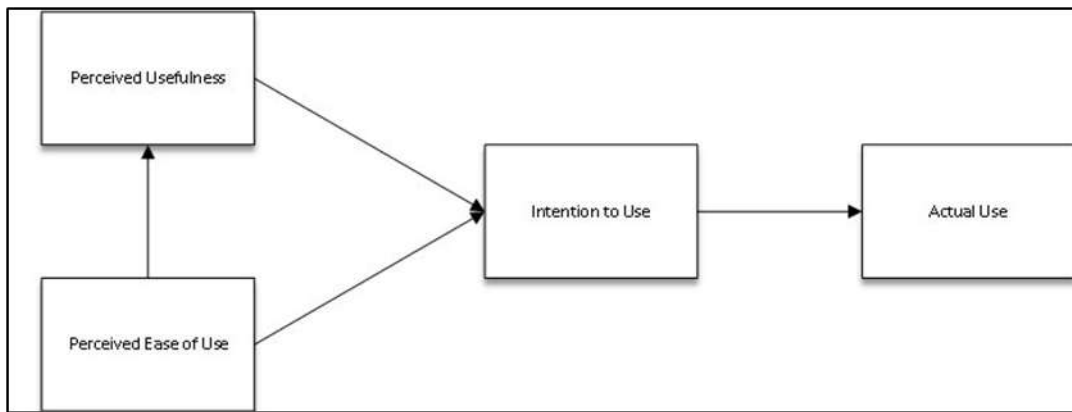 Perceived Usefulness
Intention to Use
Actual Use
Perceived Ease of Use